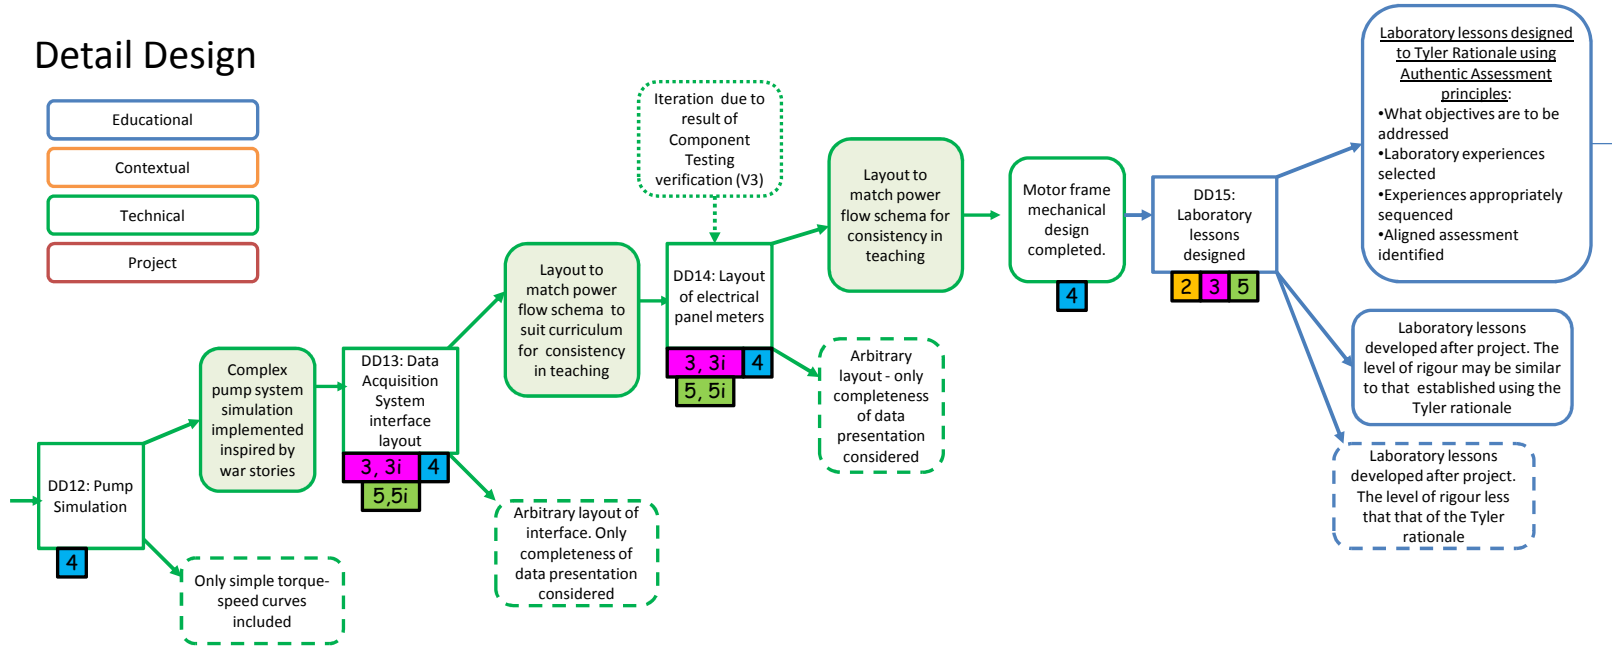 Detail Design
Educational
Contextual
Technical
Project
DD12: Pump
Simulation
4
Complex
pump system
simulation
implemented
inspired by
war stories
Only simple torque-
speed curves
included
DD13: Data
Acquisition
System
interface
layout
3, 3i
4
5,5i
Layout to
match power
flow schema to
suit curriculum
for consistency
in teaching
Arbitrary layout of
interface. Only
completeness of
data presentation
considered
Iteration due to
result of
Component
Testing
verification (V3)
DD14: Layout
of electrical
panel meters
3, 3i
4
5, 5i
Layout to
match power
flow schema for
consistency in
teaching
Arbitrary
layout - only
completeness
of data
presentation
considered
Motor frame
mechanical
design
completed.
4
DD15:
Laboratory
lessons
designed
2
3
5
Laboratory lessons designed
to Tyler Rationale using
Authentic Assessment
principles:
•What objectives are to be
addressed
•Laboratory experiences
selected
•Experiences appropriately
sequenced
•Aligned assessment
identified
Laboratory lessons
developed after project. The
level of rigour may be similar
to that established using the
Tyler rationale
Laboratory lessons
developed after project.
The level of rigour less
that that of the Tyler
rationale